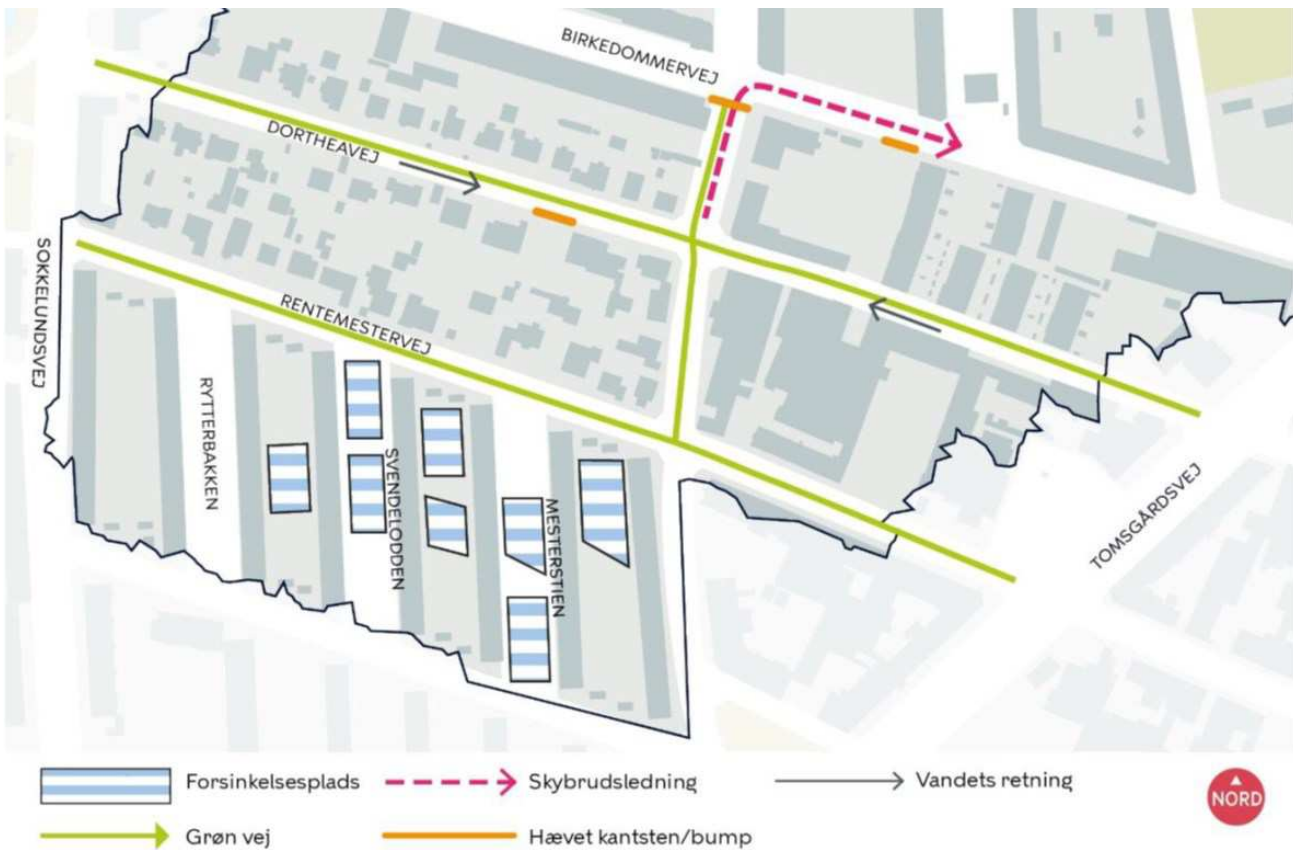 BIRKEDOMMERVEJ
DORTHEAVEJ
SOKKELUNDSVEJ
RENTEMESTERVEJ
RYTTERBAKKEN
SVENDELODDEN
MESTERSTIEN
TOMSGÅRDSVEJ
Forsinkelsesplads
Skybrudsledning
Vandets retning
NORD
Grøn vej
Hævet kantsten/bump